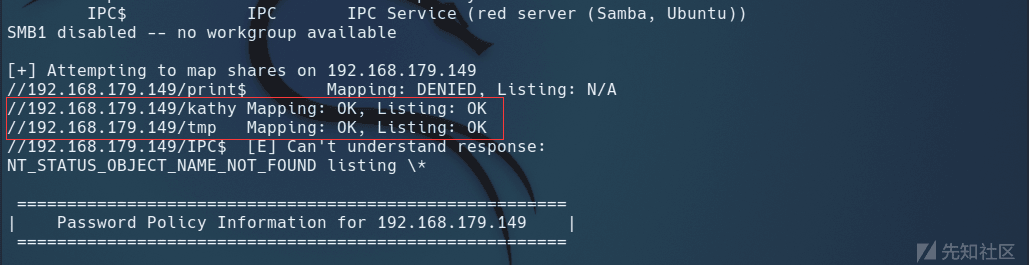 IPC$ IPC IPC Service (red server (Samba, Ubuntu))
SMB1 disabled -- no workgroup available
[+] Attempting to map shares on 192.168.179.149
//192.168.179.149/print$ Mapping: DENIED, Listing: N/A
//192.168.179.149/kathy Mapping: OK, Listing: OK
//192.168.179.149/tmp Mapping: OK, Listing: OK
//192.168.179.149/IPC$ [E] Can't understand response:
NT_STATUS_OBJECT_NAME_NOT_FOUND listing \*
=======================================================
| Password Policy Information for 192.168.179.149 |
=======================================================
先知社区